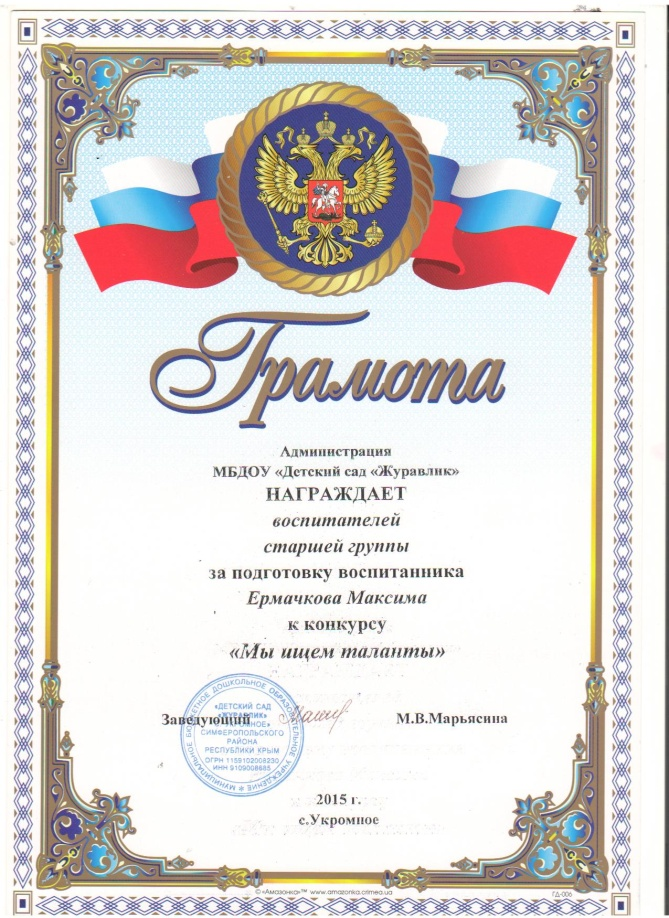 Грамота
Администрация
МБДОУ «Детский сад «Журавлик»
НАГРАЖДАЕТ
воспитателей
старшей группы
за подготовку воспитанника
Ермачкова Максима
к конкурсу
«Мы ищем таланты»
Заведующий М.В.Марьясина
МУНИЦИПАЛЬНОЕ БЮДЖЕТНОЕ ДОШКОЛЬНОЕ ОБРАЗОВАТЕЛЬНОЕ УЧРЕЖДЕНИЕ
«ДЕТСКИЙ САД
«ЖУРАВЛИК»
СИМФЕРОПОЛЬСКОГО
РАЙОНА
РЕСПУБЛИКИ КРЫМ
ОГРН 1159102008230
ИНН 9109008685
2015 г.
с.Укромное
© «Амазонка»™ www.amazonka.crimea.ua
ГД-006